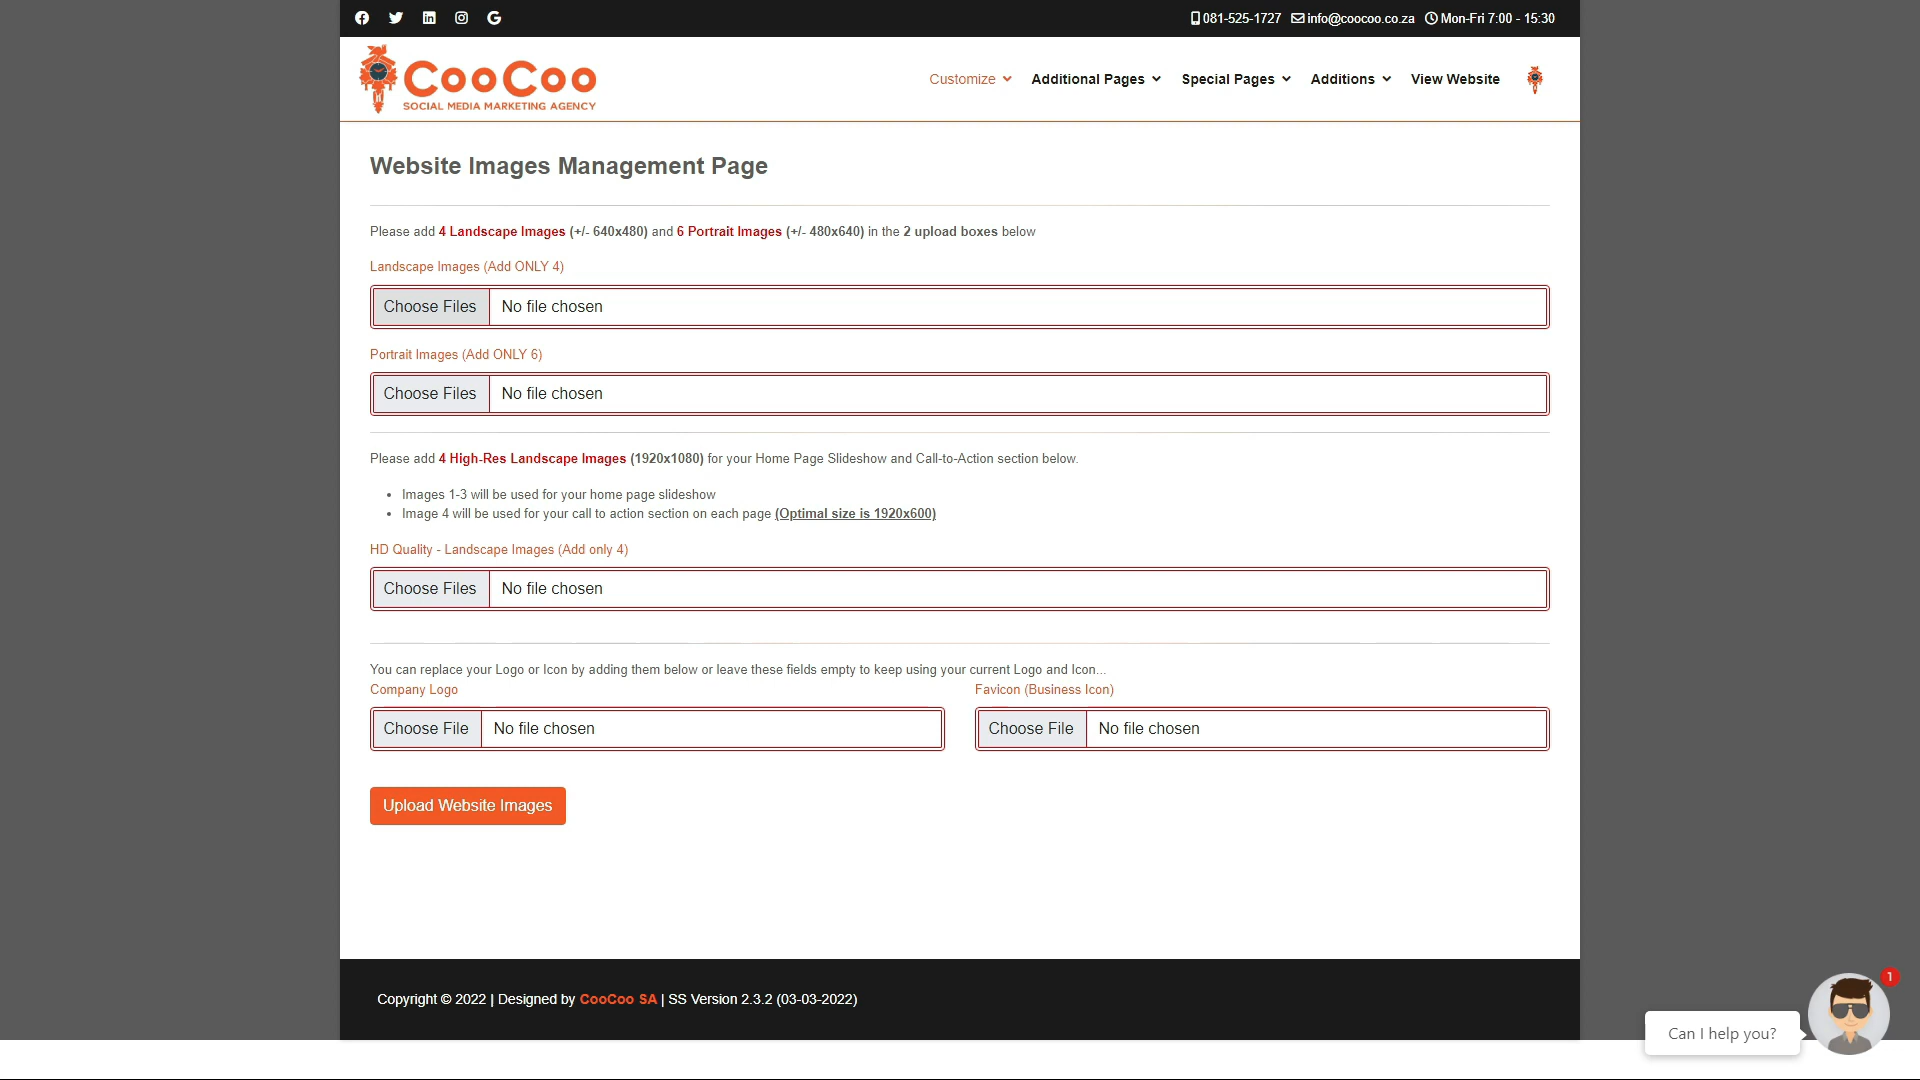 081-525-1727 info@coocoo.co.za Mon-Fri 7:00 - 15:30
CooCoo
SOCIAL MEDIA MARKETING AGENCY
Customize Additional Pages Special Pages Additions View Website
Website Images Management Page
Please add 4 Landscape Images (+/- 640x480) and 6 Portrait Images (+/- 480x640) in the 2 upload boxes below
Landscape Images (Add ONLY 4)
Choose Files No file chosen
Portrait Images (Add ONLY 6)
Choose Files No file chosen
Please add 4 High-Res Landscape Images (1920x1080) for your Home Page Slideshow and Call-to-Action section below.
• Images 1-3 will be used for your home page slideshow
• Image 4 will be used for your call to action section on each page (Optimal size is 1920x600)
HD Quality - Landscape Images (Add only 4)
Choose Files No file chosen
You can replace your Logo or Icon by adding them below or leave these fields empty to keep using your current Logo and Icon...
Company Logo Favicon (Business Icon)
Choose File No file chosen Choose File No file chosen
Upload Website Images
Copyright © 2022 | Designed by CooCoo SA | SS Version 2.3.2 (03-03-2022)
1
Can I help you?